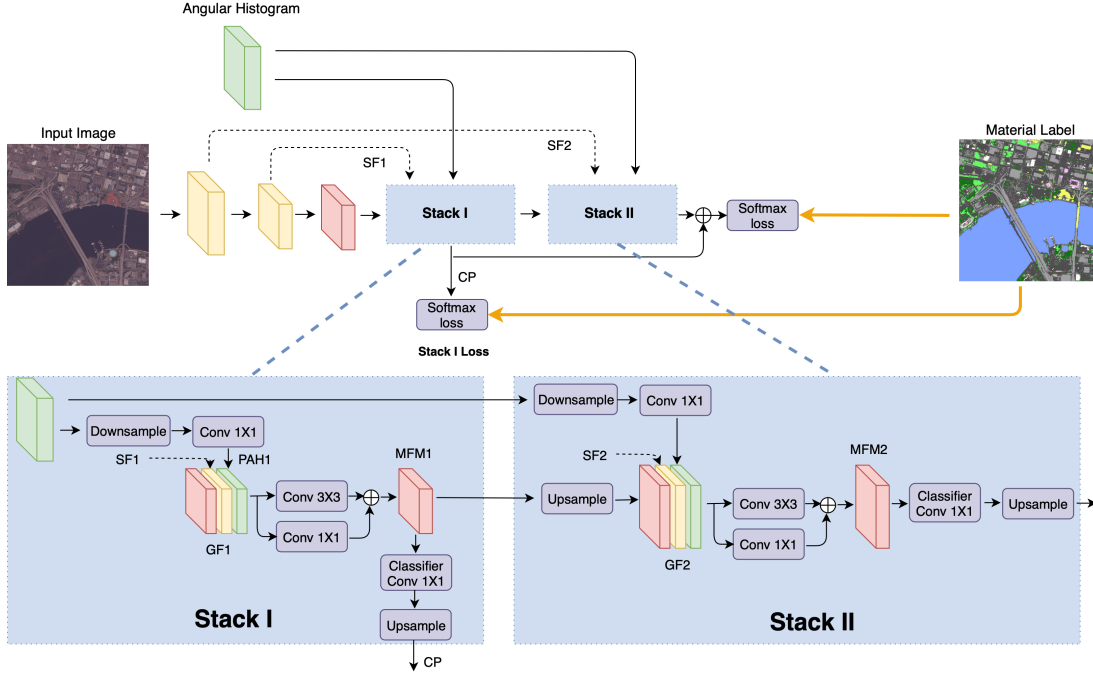 Angular Histogram
Input Image
Material Label
SF1
SF2
Stack I
Stack II
Softmax
loss
CP
Softmax
loss
Stack I Loss
Downsample
Conv 1X1
SF1
PAH1
GF1
Conv 3X3
Conv 1X1
MFM1
Classifier
Conv 1X1
Upsample
CP
Stack I
Downsample
Conv 1X1
SF2
Upsample
GF2
Conv 3X3
Conv 1X1
MFM2
Classifier
Conv 1X1
Upsample
Stack II